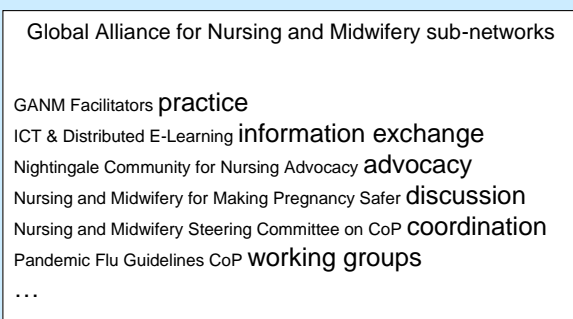 Global Alliance for Nursing and Midwifery sub-networks
GANM Facilitators practice
ICT & Distributed E-Learning information exchange
Nightingale Community for Nursing Advocacy advocacy
Nursing and Midwifery for Making Pregnancy Safer discussion
Nursing and Midwifery Steering Committee on CoP coordination
Pandemic Flu Guidelines CoP working groups
…